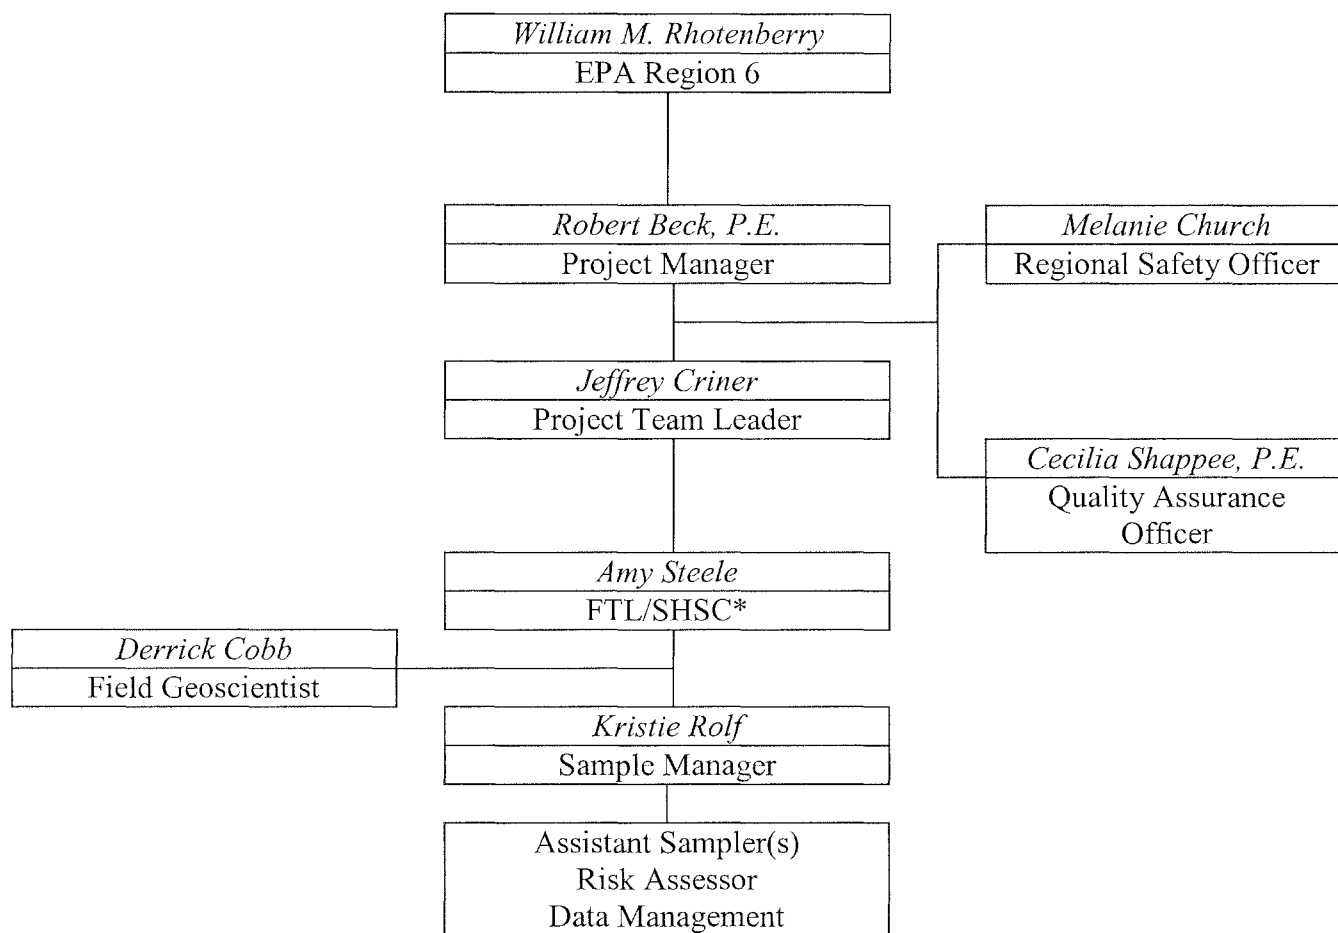 William M. Rhotenberry
EPA Region 6
Robert Beck, P.E.
Project Manager
Melanie Church
Regional Safety Officer
Jeffrey Criner
Project Team Leader
Cecilia Shappee, P.E.
Quality Assurance
Officer
Amy Steele
FTL/SHSC*
Derrick Cobb
Field Geoscientist
Kristie Rolf
Sample Manager
Assistant Sampler(s)
Risk Assessor
Data Management